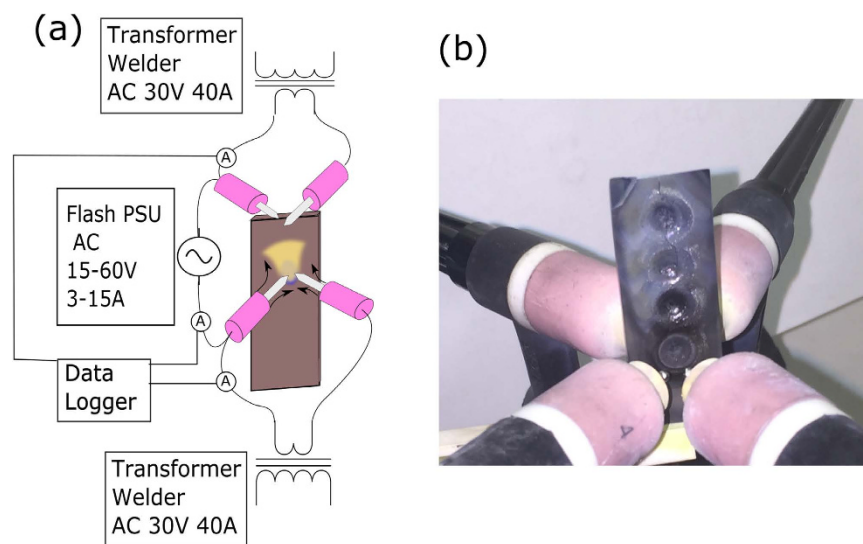 (a)
Transformer
Welder
AC 30V 40A
A
Flash PSU
AC
15-60V
3-15A
A
Data
Logger
A
Transformer
Welder
AC 30V 40A
(b)